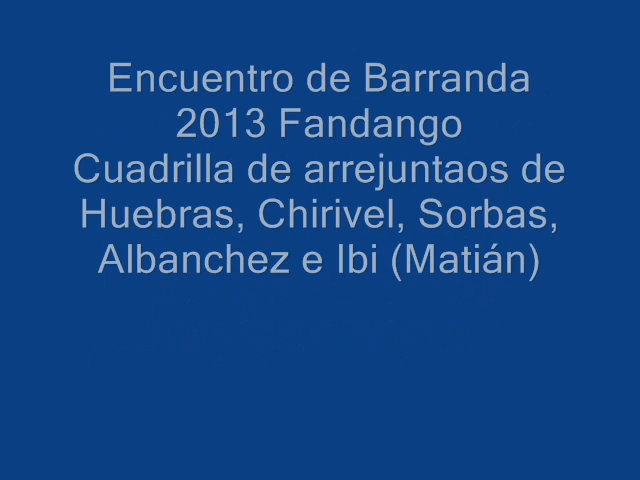 Encuentro de Barranda
2013 Fandango
Cuadrilla de arrejuntaos de
Huebras, Chirivel, Sorbas,
Albanchez e Ibi (Matián)